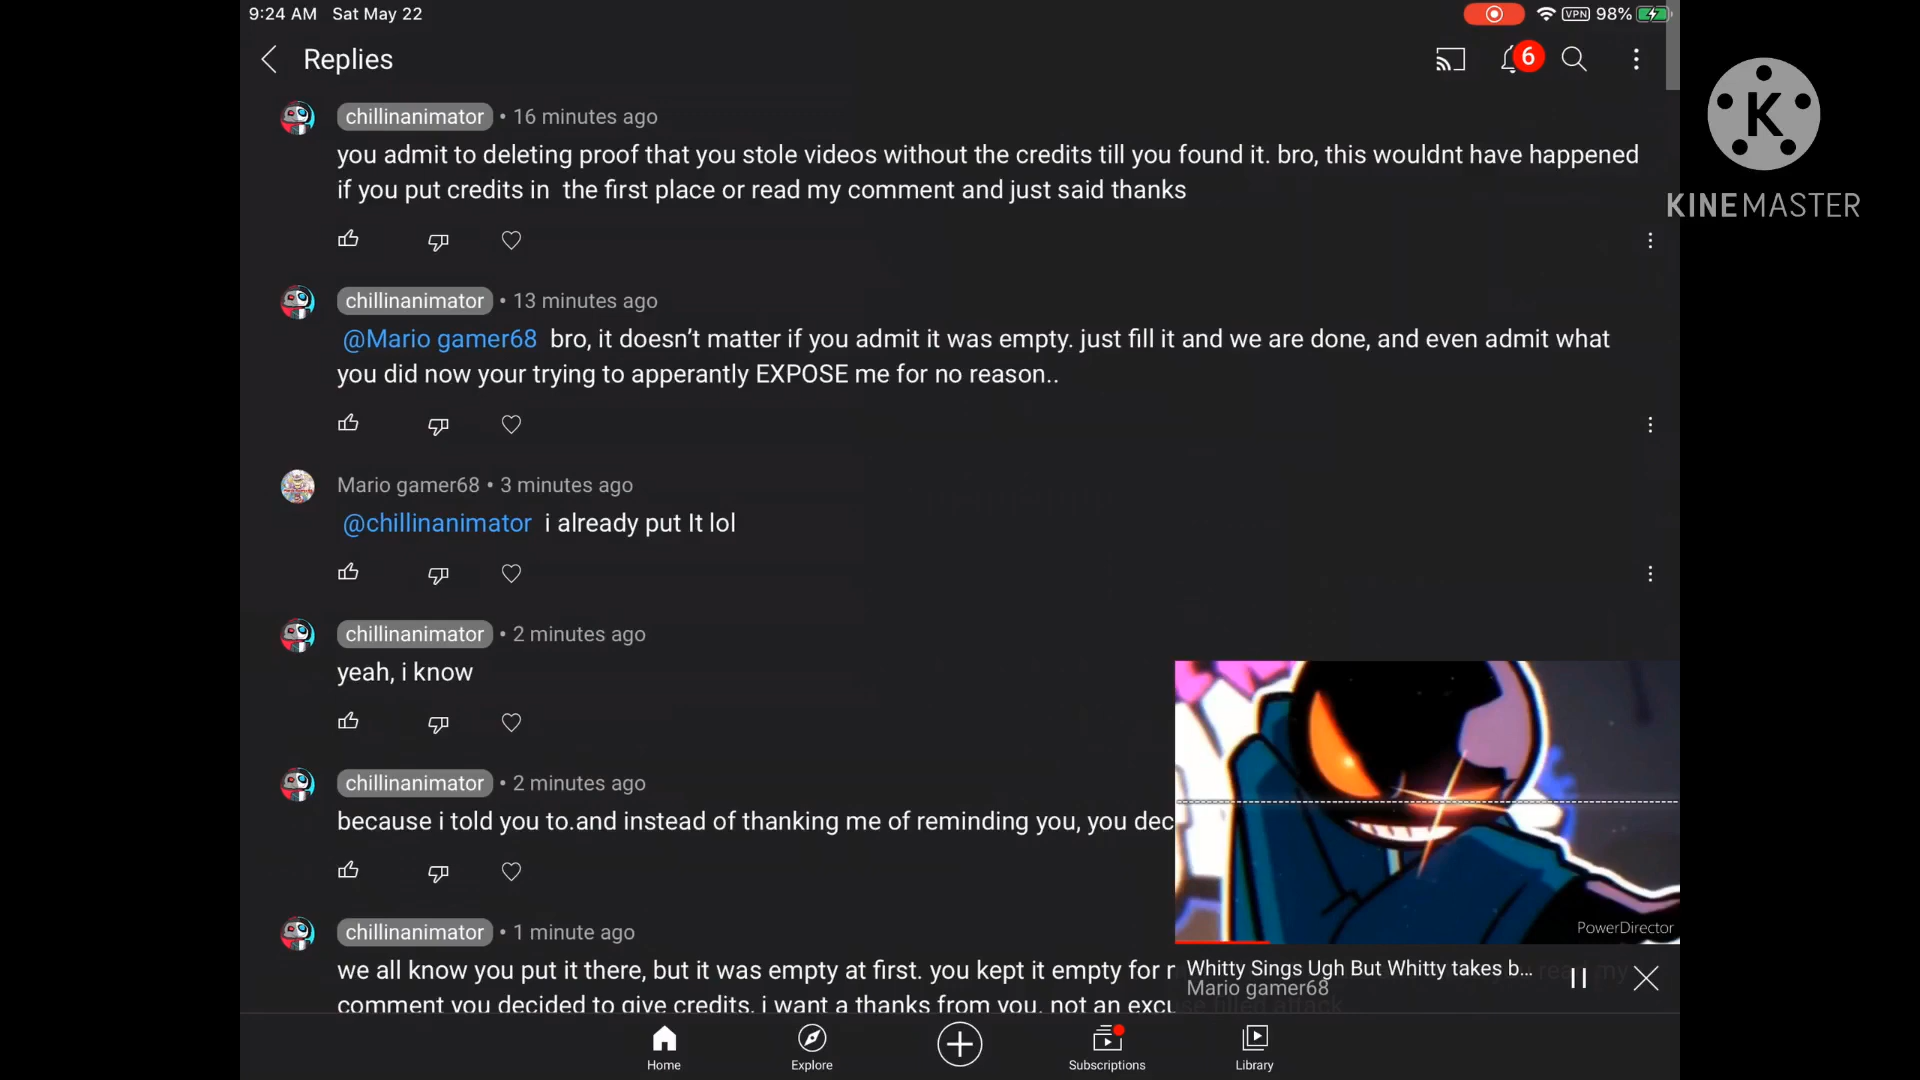 9:24 AM Sat May 22
VPN 98%
Replies
6
K
KINEMASTER
chillinanimator • 16 minutes ago
you admit to deleting proof that you stole videos without the credits till you found it. bro, this wouldnt have happened
if you put credits in the first place or read my comment and just said thanks
chillinanimator • 13 minutes ago
@Mario gamer68 bro, it doesn’t matter if you admit it was empty. just fill it and we are done, and even admit what
you did now your trying to apperantly EXPOSE me for no reason..
Mario gamer68 • 3 minutes ago
@chillinanimator i already put It lol
chillinanimator • 2 minutes ago
yeah, i know
chillinanimator • 2 minutes ago
because i told you to.and instead of thanking me of reminding you, you dec
chillinanimator • 1 minute ago
we all know you put it there, but it was empty at first. you kept it empty for
comment you decided to give credits. i want a thanks from you, not an excuse filled attack
PowerDirector
Whitty Sings Ugh But Whitty takes b...
Mario gamer68
Home
Explore
Subscriptions
Library